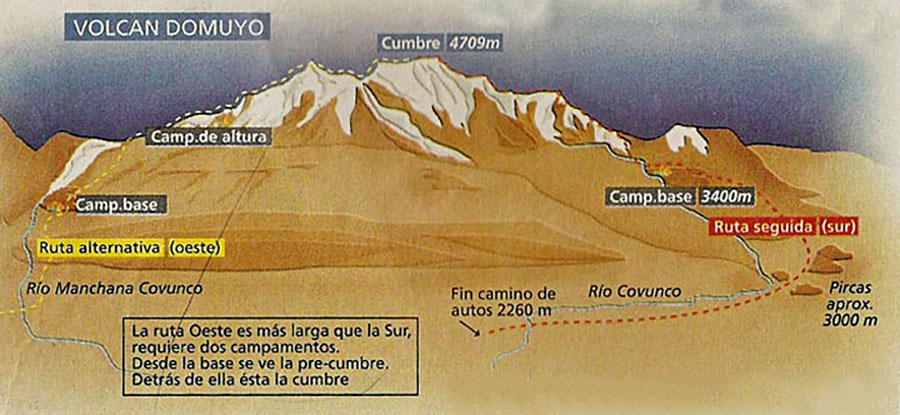 VOLCAN DOMUYO
Cumbre 4709m
Camp.de altura
Camp.base
Camp.base 3400m
Ruta seguida (sur)
Ruta alternativa (oeste)
Río Manchana Covunco
Fin camino de
autos 2260 m
Río Covunco
Pircas
aprox.
3000 m
La ruta Oeste es más larga que la Sur,
requiere dos campamentos.
Desde la base se ve la pre-cumbre.
Detrás de ella ésta la cumbre